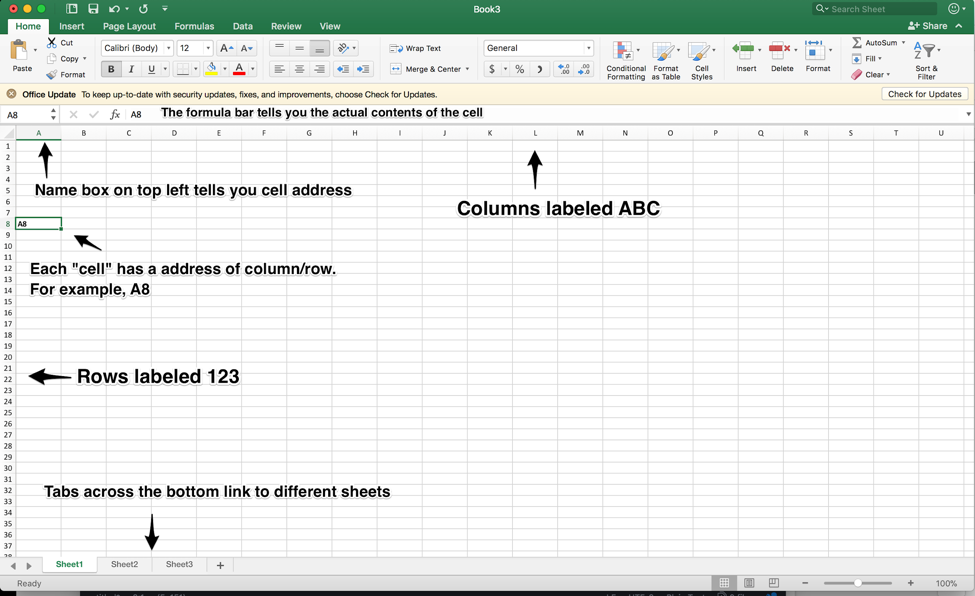 Book3
Search Sheet
Home Insert Page Layout Formulas Data Review View
Share
Paste
Cut
Copy
Format
Calibri (Body) 12
A A
B I U A
Wrap Text
Merge & Center
General
$ % )
Conditional Formatting
Format as Table
Cell Styles
Insert
Delete
Format
AutoSum
Fill
Clear
Sort & Filter
Office Update To keep up-to-date with security updates, fixes, and improvements, choose Check for Updates.
Check for Updates
A8 fx A8 The formula bar tells you the actual contents of the cell
A B C D E F G H I J K L M N O P Q R S T U
1
2
3
4
5
Name box on top left tells you cell address
6
7
Columns labeled ABC
8 A8
9
10
11
12
Each "cell" has a address of column/row.
13
14
For example, A8
15
16
17
18
19
20
21
22
Rows labeled 123
23
24
25
26
27
28
29
30
31
32
Tabs across the bottom link to different sheets
33
34
35
36
37
38
Sheet1 Sheet2 Sheet3 +
Ready
100%